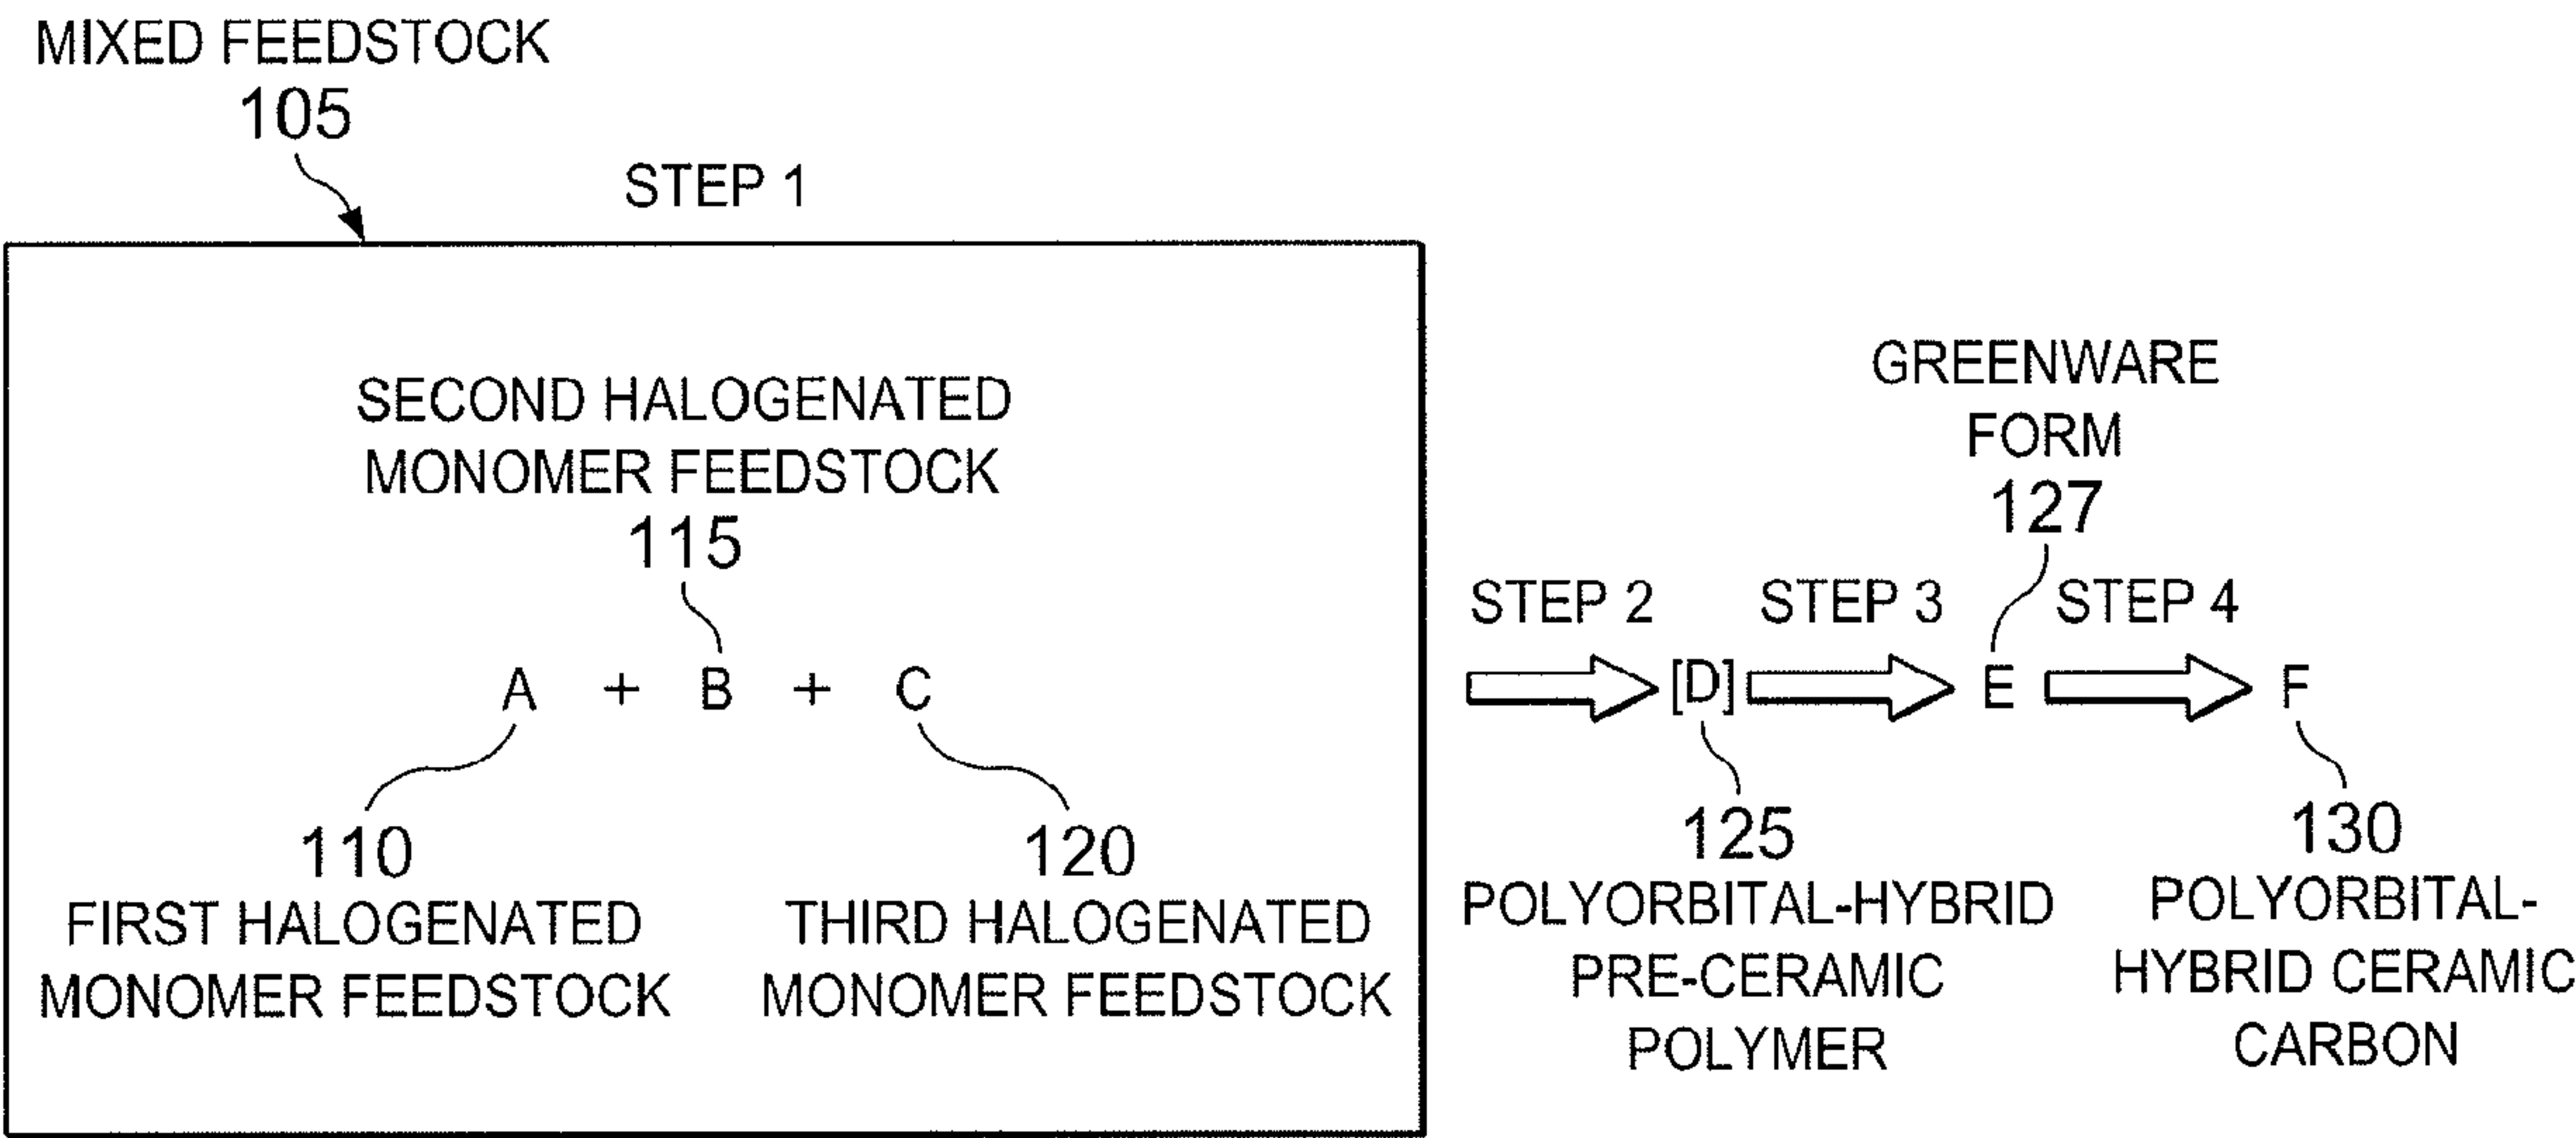 MIXED FEEDSTOCK
105
STEP 1
SECOND HALOGENATED
MONOMER FEEDSTOCK
115
A + B + C
110
FIRST HALOGENATED
MONOMER FEEDSTOCK
120
THIRD HALOGENATED
MONOMER FEEDSTOCK
STEP 2
[D]
125
POLYORBITAL-HYBRID
PRE-CERAMIC
POLYMER
STEP 3
GREENWARE
FORM
127
E
STEP 4
F
130
POLYORBITAL-
HYBRID CERAMIC
CARBON